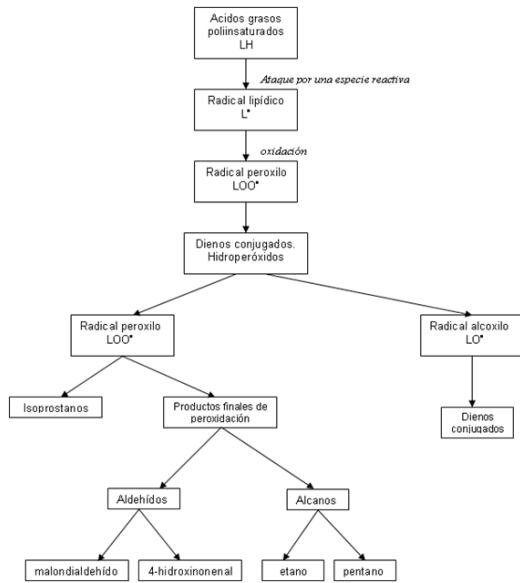 Acidos grasos
poliinsaturados
LH
Ataque por una especie reactiva
Radical lipídico
L•
oxidación
Radical peroxilo
LOO•
Dienos conjugados.
Hidroperóxidos
Radical peroxilo
LOO•
Radical alcoxilo
LO•
Isoprostanos
Productos finales de
peroxidación
Dienos
conjugados
Aldehídos
Alcanos
malondialdehído
4-hidroxinonenal
etano
pentano